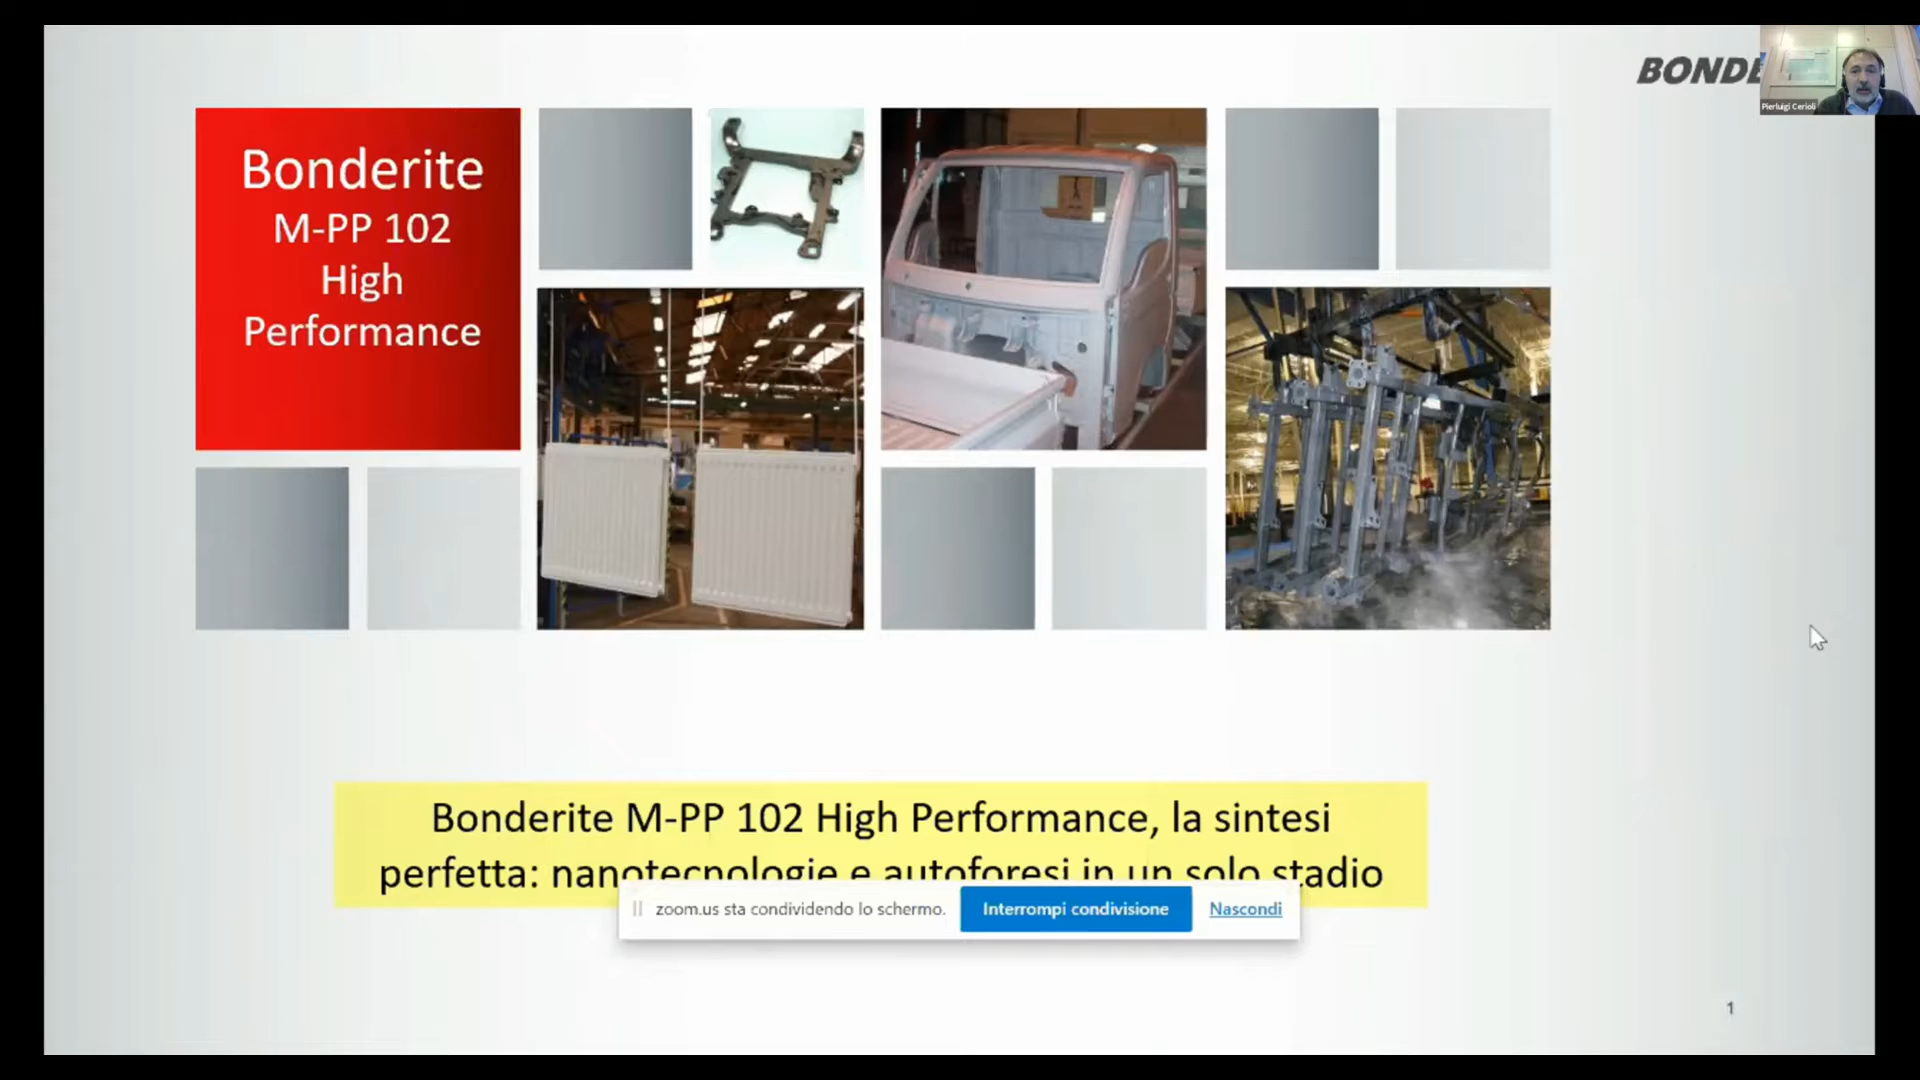 BONDE
Pierluigi Cerioli
Bonderite
M-PP 102
High
Performance
Bonderite M-PP 102 High Performance, la sintesi
perfetta: nanotecnologie e autoforesi in un solo stadio
zoom.us sta condividendo lo schermo.
Interrompi condivisione
Nascondi
1